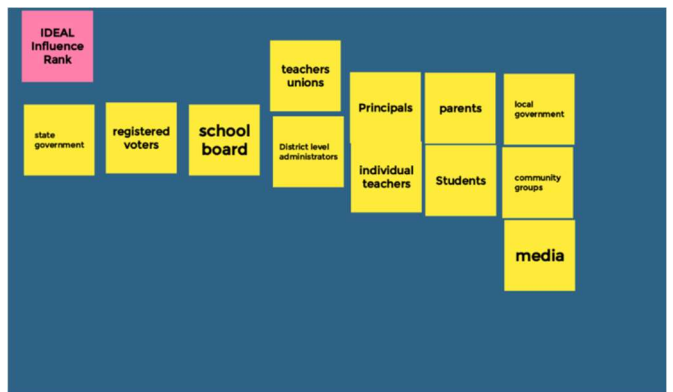 IDEAL
Influence
Rank
state
government
registered
voters
school
board
teachers
unions
District level
administrators
Principals
individual
teachers
parents
Students
local
government
community
groups
media